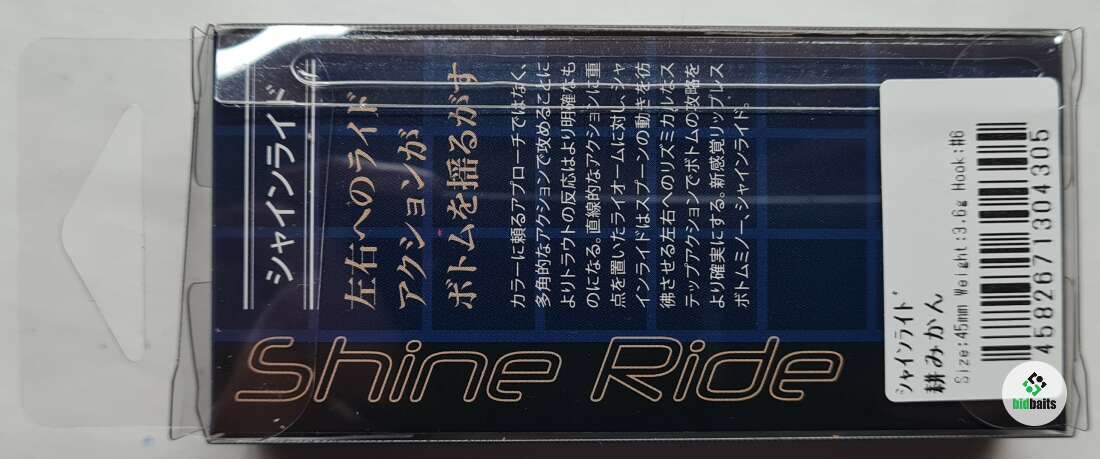 シャインライド
左右へのライド
アクションが
ボトムを揺るがす
カラーに頼るアプローチではなく、
多角的なアクションで攻めることに
よりトラウトの反応はより明確なも
のになる。直線的なアクションに重
点を置いたライオームに対し、シャ
インライドはスプーンの動きを彷
彿させる左右へのリズミカルなス
テップアクションでボトムの攻略を
より確実にする。新感覚リップレス
ボトムミノー、シャインライド。
Shine Ride
シャインライド
耕みかん
Size:45mm Weight:3.6g Hook:#6
4582671304305
bidbaits